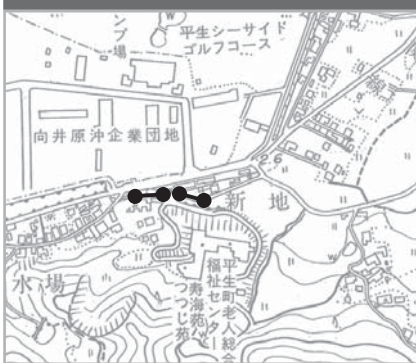 ンプ場
平生シーサイド
ゴルフコース
向井原沖企業団地
26
新地
水場
平生町老人総合
福祉センター
寿海苑
つつじ苑